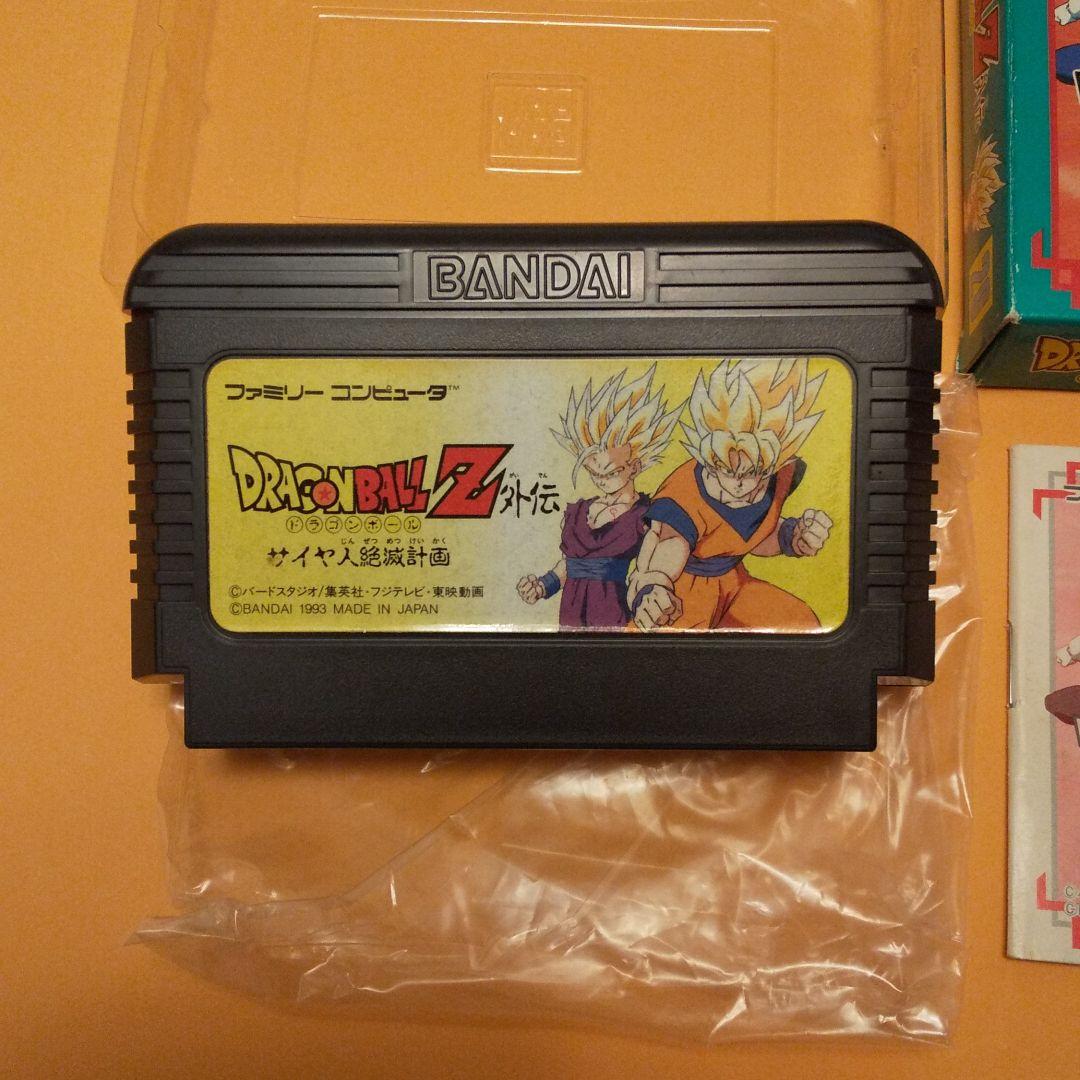 BANDAI
ファミリー コンピュータ™
DRAGON BALL Z 外伝
がい でん
ドラゴンボール
じん ぜつ めつ けい かく
サイヤ人絶滅計画
©バードスタジオ/集英社・フジテレビ・東映動画
©BANDAI 1993 MADE IN JAPAN
Z
DRAG